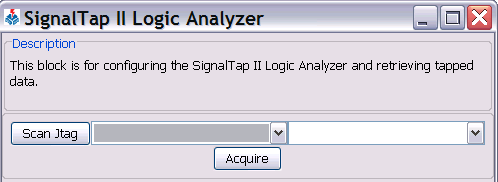 SignalTap II Logic Analyzer
Description
This block is for configuring the SignalTap II Logic Analyzer and retrieving tapped
data.
Scan Jtag
Acquire